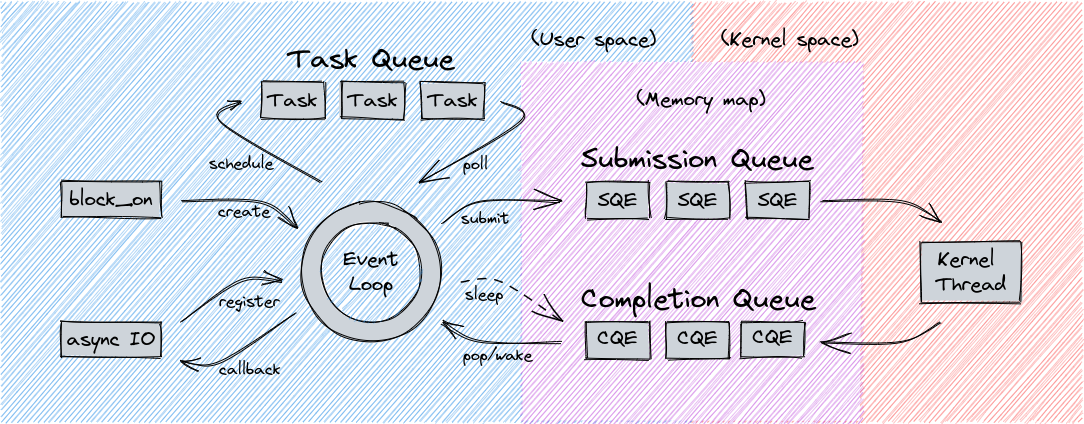 (User space)
(Kernel space)
Task Queue
Task
Task
Task
(Memory map)
schedule
poll
Submission Queue
block_on
create
submit
SQE
SQE
SQE
Event
Loop
Kernel
Thread
register
sleep
Completion Queue
async IO
callback
pop/wake
CQE
CQE
CQE